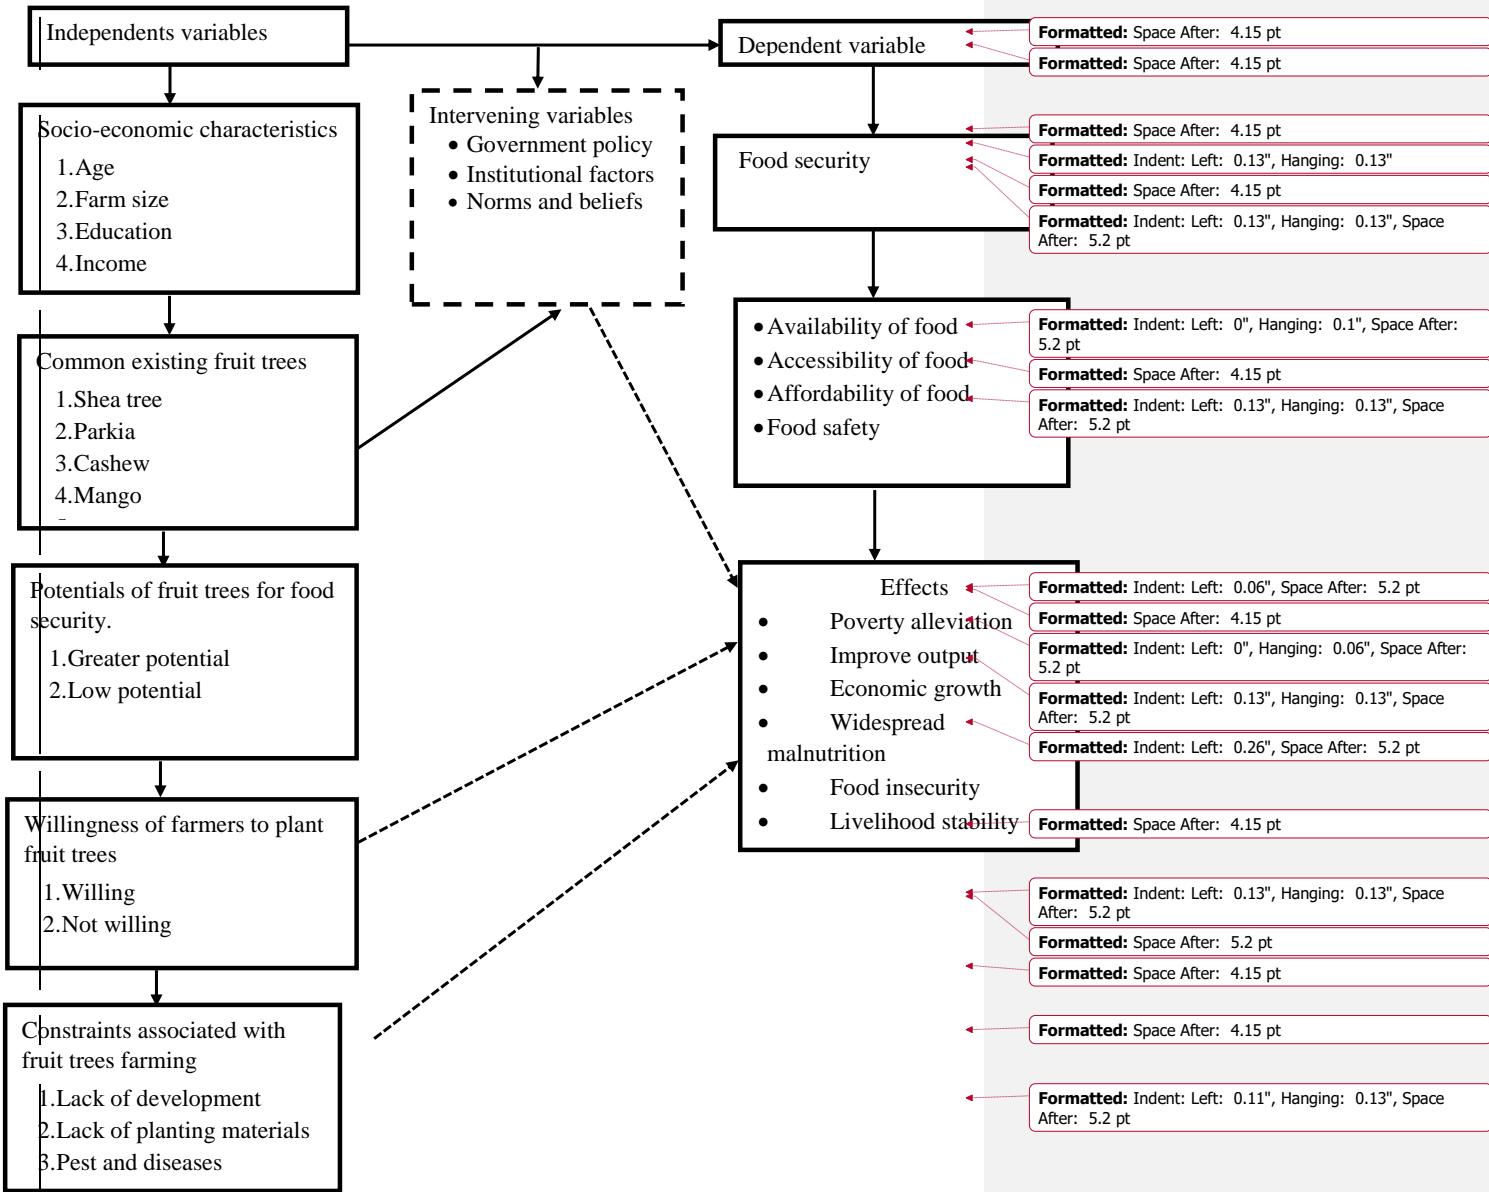 Independents variables
Socio-economic characteristics
1.Age
2.Farm size
3.Education
4.Income
Common existing fruit trees
1.Shea tree
2.Parkia
3.Cashew
4.Mango
Potentials of fruit trees for food
security.
1.Greater potential
2.Low potential
Willingness of farmers to plant
fruit trees
1.Willing
2.Not willing
Constraints associated with
fruit trees farming
1.Lack of development
2.Lack of planting materials
3.Pest and diseases
Intervening variables
• Government policy
• Institutional factors
• Norms and beliefs
Dependent variable
Food security
• Availability of food
• Accessibility of food
• Affordability of food
• Food safety
Effects
• Poverty alleviation
• Improve output
• Economic growth
• Widespread
malnutrition
• Food insecurity
• Livelihood stability
Formatted: Space After: 4.15 pt
Formatted: Space After: 4.15 pt
Formatted: Space After: 4.15 pt
Formatted: Indent: Left: 0.13", Hanging: 0.13"
Formatted: Space After: 4.15 pt
Formatted: Indent: Left: 0.13", Hanging: 0.13", Space
After: 5.2 pt
Formatted: Indent: Left: 0", Hanging: 0.1", Space After:
5.2 pt
Formatted: Space After: 4.15 pt
Formatted: Indent: Left: 0.13", Hanging: 0.13", Space
After: 5.2 pt
Formatted: Indent: Left: 0.06", Space After: 5.2 pt
Formatted: Space After: 4.15 pt
Formatted: Indent: Left: 0", Hanging: 0.06", Space After:
5.2 pt
Formatted: Indent: Left: 0.13", Hanging: 0.13", Space
After: 5.2 pt
Formatted: Indent: Left: 0.26", Space After: 5.2 pt
Formatted: Space After: 4.15 pt
Formatted: Indent: Left: 0.13", Hanging: 0.13", Space
After: 5.2 pt
Formatted: Space After: 5.2 pt
Formatted: Space After: 4.15 pt
Formatted: Space After: 4.15 pt
Formatted: Indent: Left: 0.11", Hanging: 0.13", Space
After: 5.2 pt